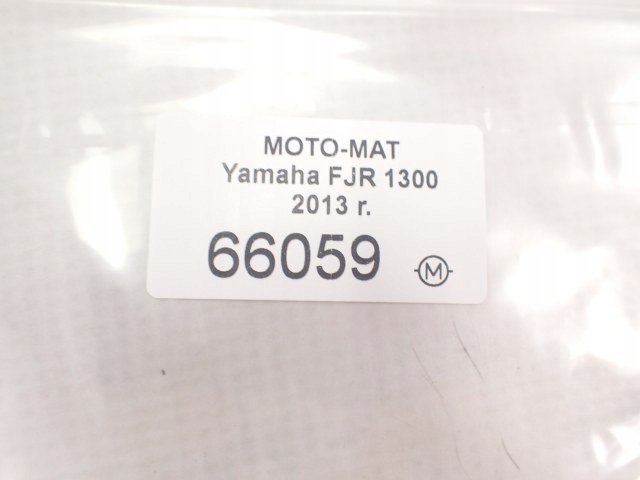 MOTO-MAT
Yamaha FJR 1300
2013 r.
66059 M